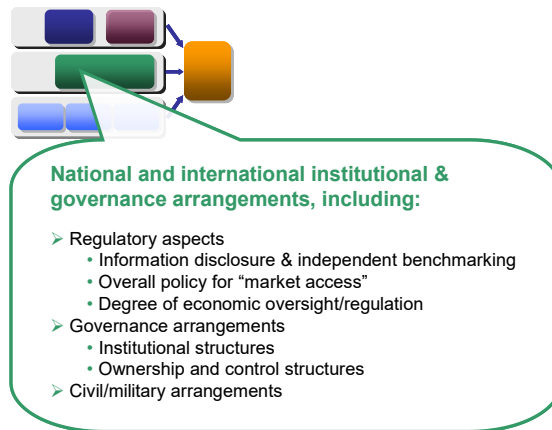 National and international institutional &
governance arrangements, including:
➢ Regulatory aspects
• Information disclosure & independent benchmarking
• Overall policy for “market access”
• Degree of economic oversight/regulation
➢ Governance arrangements
• Institutional structures
• Ownership and control structures
➢ Civil/military arrangements